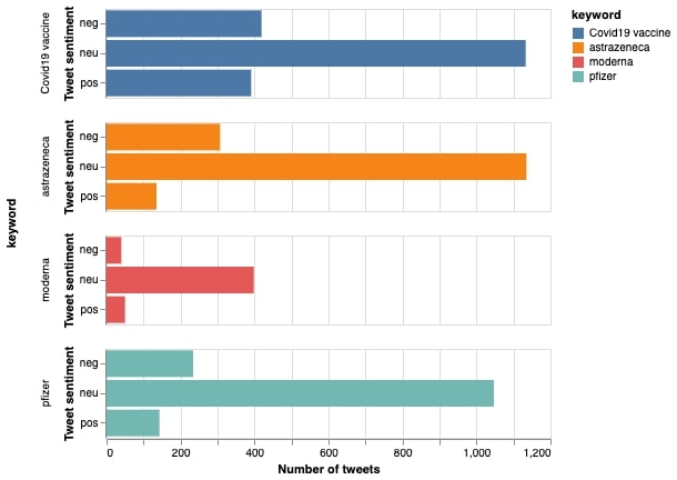 keyword
Covid19 vaccine
astrazeneca
moderna
pfizer
keyword
Covid19 vaccine
Tweet sentiment
neg
neu
pos
astrazeneca
Tweet sentiment
neg
neu
pos
moderna
Tweet sentiment
neg
neu
pos
pfizer
Tweet sentiment
neg
neu
pos
0 200 400 600 800 1,000 1,200
Number of tweets